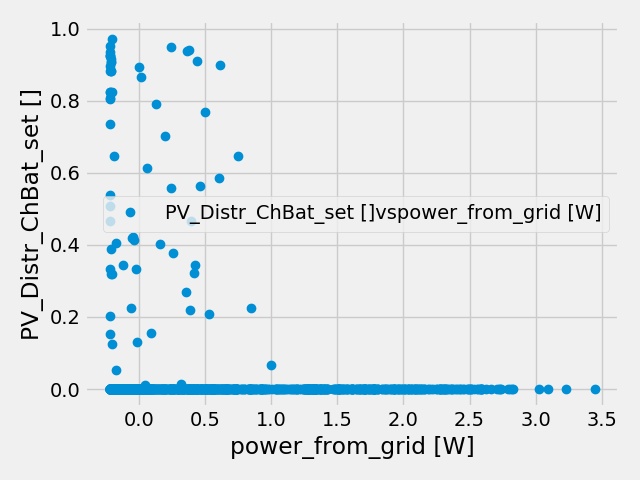 1.0
0.8
0.6
0.4
0.2
0.0
PV_Distr_ChBat_set []
PV_Distr_ChBat_set []vspower_from_grid [W]
0.0 0.5 1.0 1.5 2.0 2.5 3.0 3.5
power_from_grid [W]